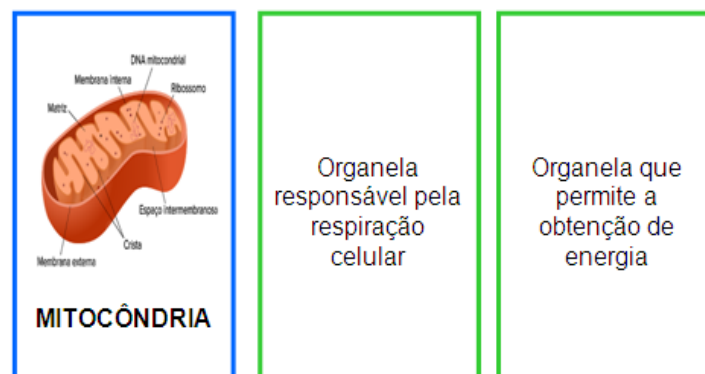 DNA mitocondrial
Membrana interna
Ribossomo
Matriz
Espaço intermembranoso
Crista
Membrana externa
MITOCÔNDRIA
Organela
responsável pela
respiração
celular
Organela que
permite a
obtenção de
energia